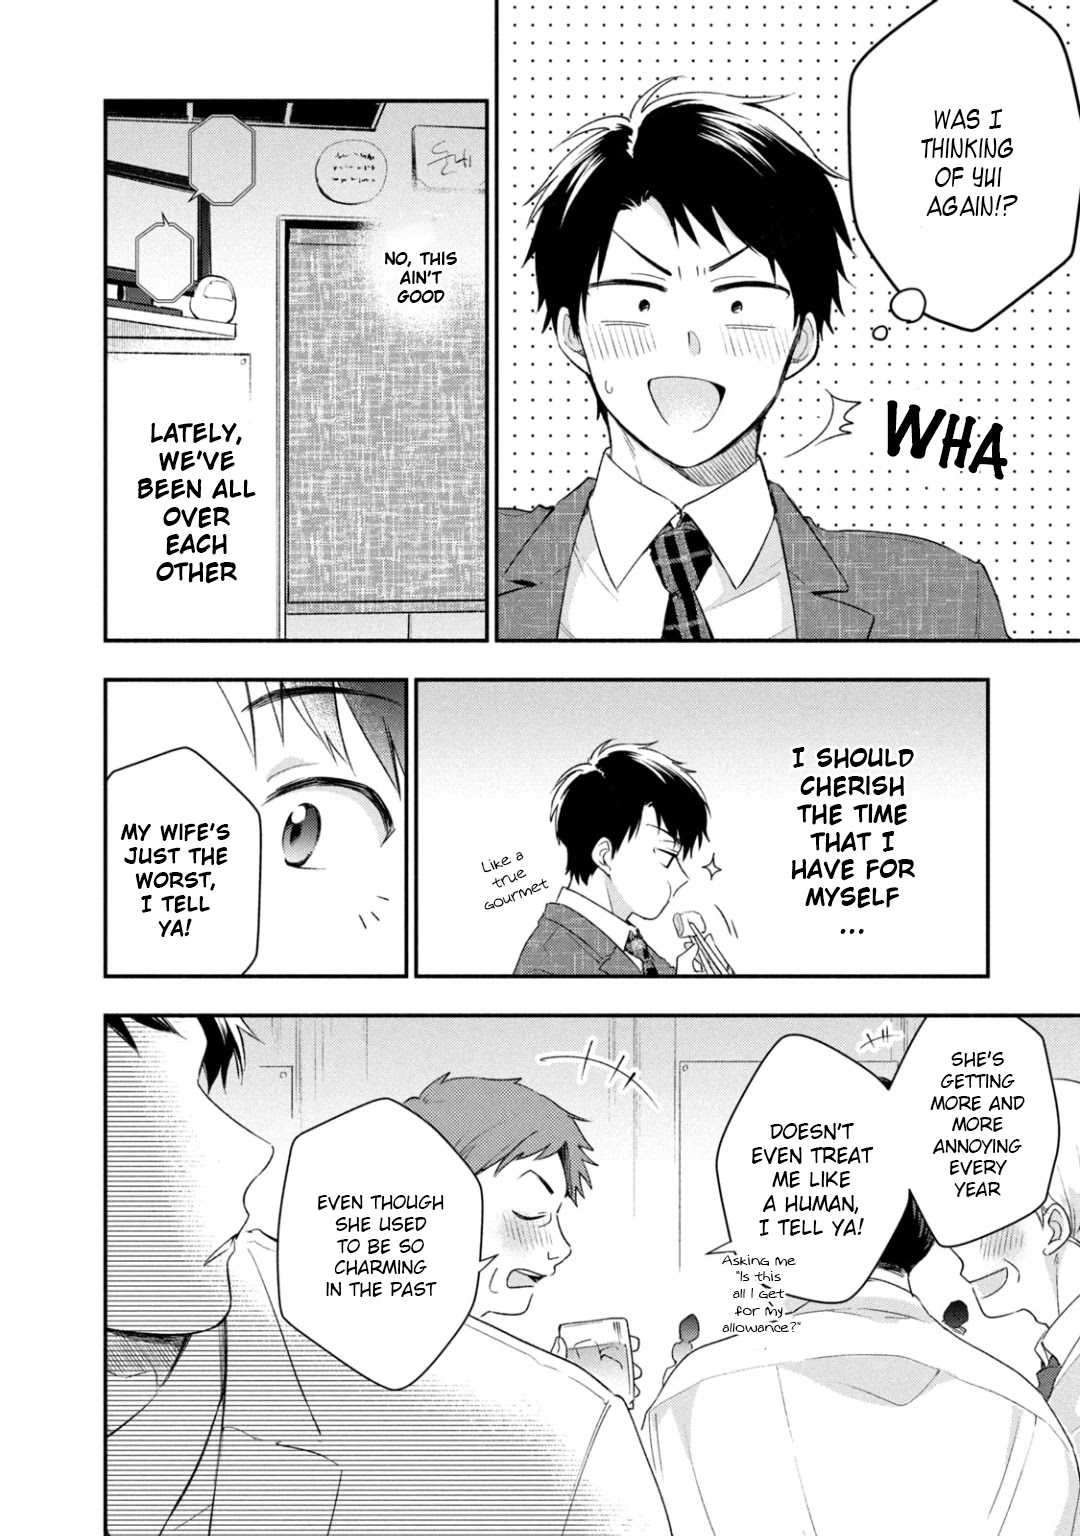 WAS I
THINKING
OF YUI
AGAIN!?
WHA
NO, THIS
AIN'T
GOOD
LATELY,
WE'VE
BEEN ALL
OVER
EACH
OTHER
I SHOULD
CHERISH
THE TIME
THAT I
HAVE FOR
MYSELF
...
Like a
true
gourmet
MY WIFE'S
JUST THE
WORST,
I TELL
YA!
SHE'S
GETTING
MORE AND
MORE
ANNOYING
EVERY
YEAR
DOESN'T
EVEN TREAT
ME LIKE
A HUMAN,
I TELL YA!
Asking me
"Is this
all I get
for my
allowance?"
EVEN THOUGH
SHE USED
TO BE SO
CHARMING
IN THE PAST